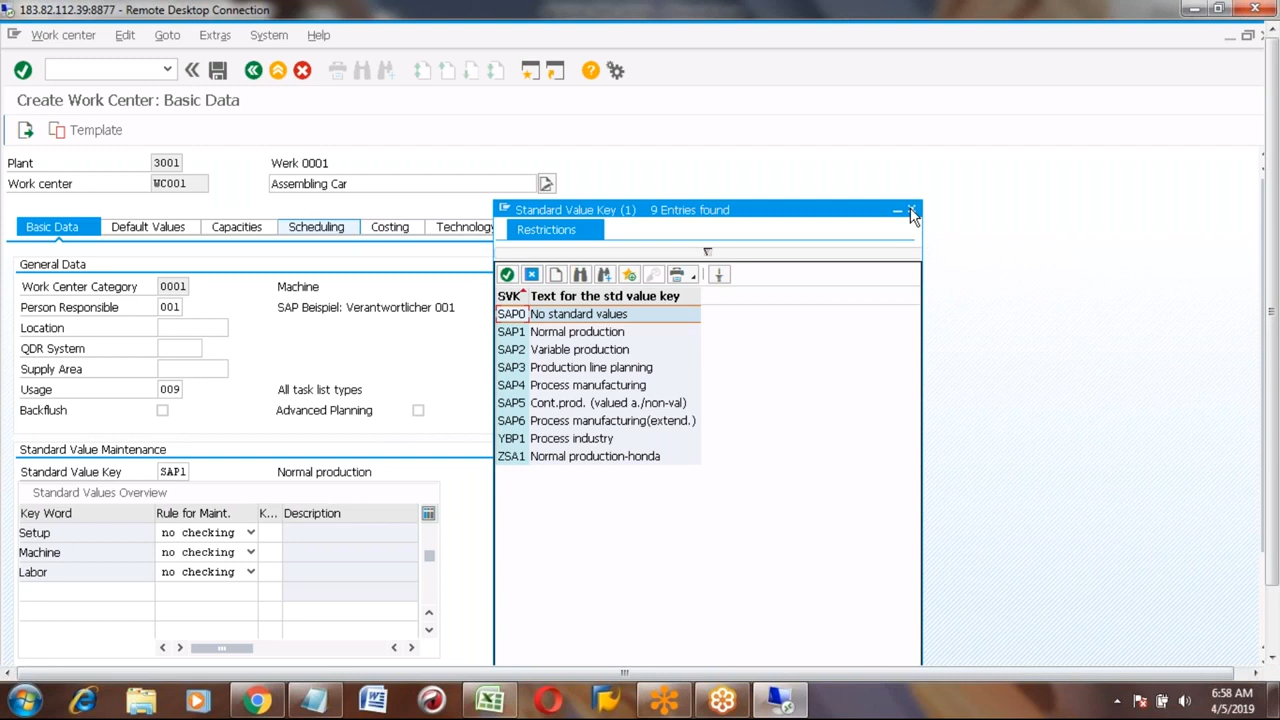 183.82.112.39:8877 - Remote Desktop Connection
Work center Edit Goto Extras System Help
Create Work Center: Basic Data
Template
Plant 3001 Werk 0001
Work center WC001 Assembling Car
Basic Data Default Values Capacities Scheduling Costing Technology
General Data
Work Center Category 0001 Machine
Person Responsible 001 SAP Beispiel: Verantwortlicher 001
Location
QDR System
Supply Area
Usage 009 All task list types
Backflush Advanced Planning
Standard Value Maintenance
Standard Value Key SAP1 Normal production
Standard Values Overview
Key Word Rule for Maint. K... Description
Setup no checking
Machine no checking
Labor no checking
Standard Value Key (1) 9 Entries found
Restrictions
SVK Text for the std value key
SAP0 No standard values
SAP1 Normal production
SAP2 Variable production
SAP3 Production line planning
SAP4 Process manufacturing
SAP5 Cont.prod. (valued a./non-val)
SAP6 Process manufacturing(extend.)
YBP1 Process industry
ZSA1 Normal production-honda
6:58 AM
4/5/2019